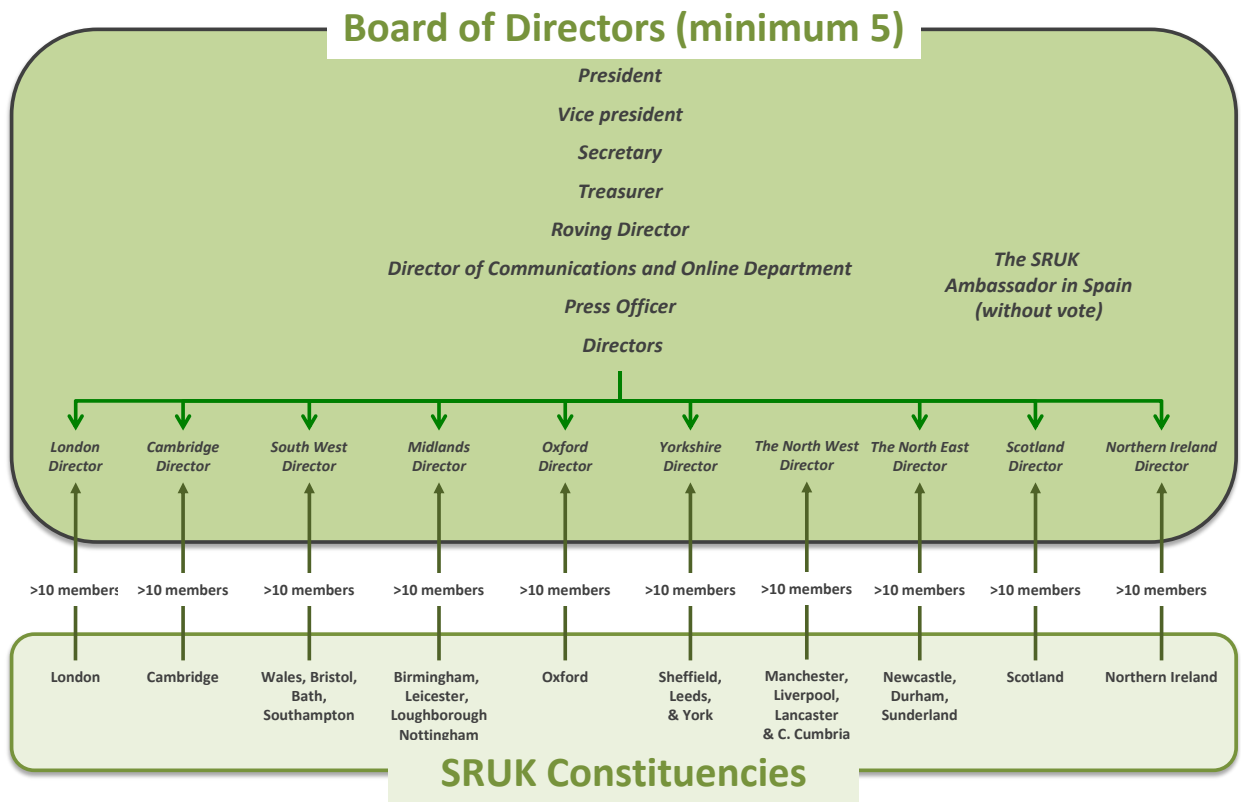 Board of Directors (minimum 5)
President
Vice president
Secretary
Treasurer
Roving Director
Director of Communications and Online Department
Press Officer
Directors
The SRUK
Ambassador in Spain
(without vote)
London
Director
Cambridge
Director
South West
Director
Midlands
Director
Oxford
Director
Yorkshire
Director
The North West
Director
The North East
Director
Scotland
Director
Northern Ireland
Director
>10 members
>10 members
>10 members
>10 members
>10 members
>10 members
>10 members
>10 members
>10 members
>10 members
London
Cambridge
Wales, Bristol,
Bath,
Southampton
Birmingham,
Leicester,
Loughborough
Nottingham
Oxford
Sheffield,
Leeds,
& York
Manchester,
Liverpool,
Lancaster
& C. Cumbria
Newcastle,
Durham,
Sunderland
Scotland
Northern Ireland
SRUK Constituencies